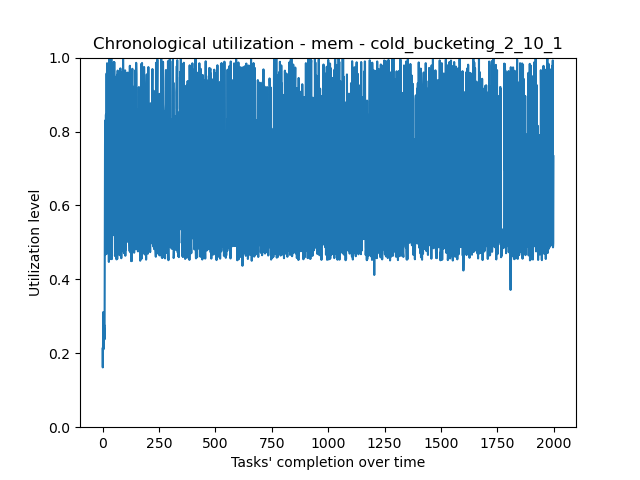 Chronological utilization - mem - cold_bucketing_2_10_1
1.0
0.8
0.6
0.4
0.2
0.0
Utilization level
0 250 500 750 1000 1250 1500 1750 2000
Tasks' completion over time